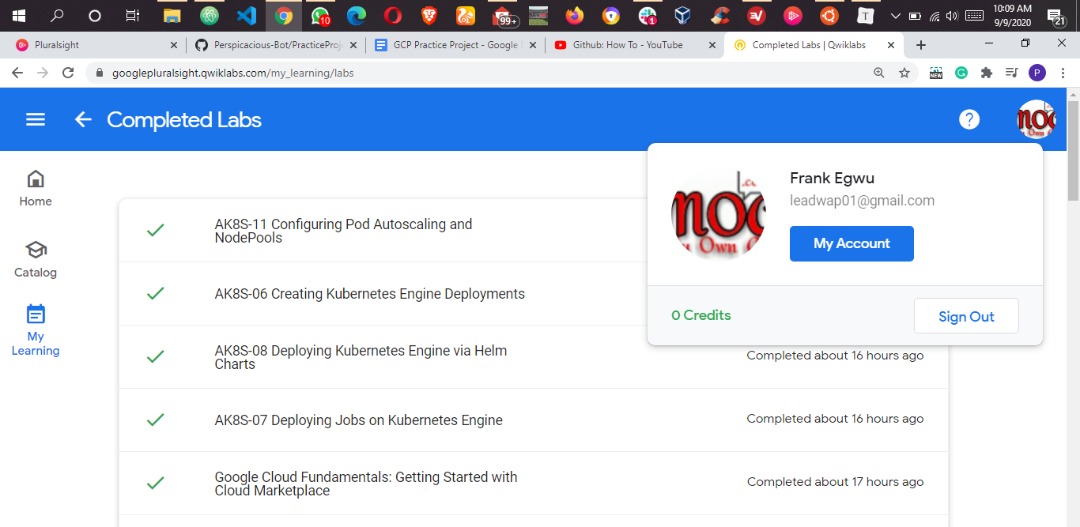 10:09 AM
9/9/2020
10
99+
1
21
Pluralsight
Perspicacious-Bot/PracticeProj
GCP Practice Project - Google
Github: How To - YouTube
Completed Labs | Qwiklabs
googlepluralsight.qwiklabs.com/my_learning/labs
NEW
P
Completed Labs
?
Home
Catalog
My
Learning
Frank Egwu
leadwap01@gmail.com
My Account
0 Credits
Sign Out
AK8S-11 Configuring Pod Autoscaling and
NodePools
AK8S-06 Creating Kubernetes Engine Deployments
AK8S-08 Deploying Kubernetes Engine via Helm
Charts
Completed about 16 hours ago
AK8S-07 Deploying Jobs on Kubernetes Engine
Completed about 16 hours ago
Google Cloud Fundamentals: Getting Started with
Cloud Marketplace
Completed about 17 hours ago